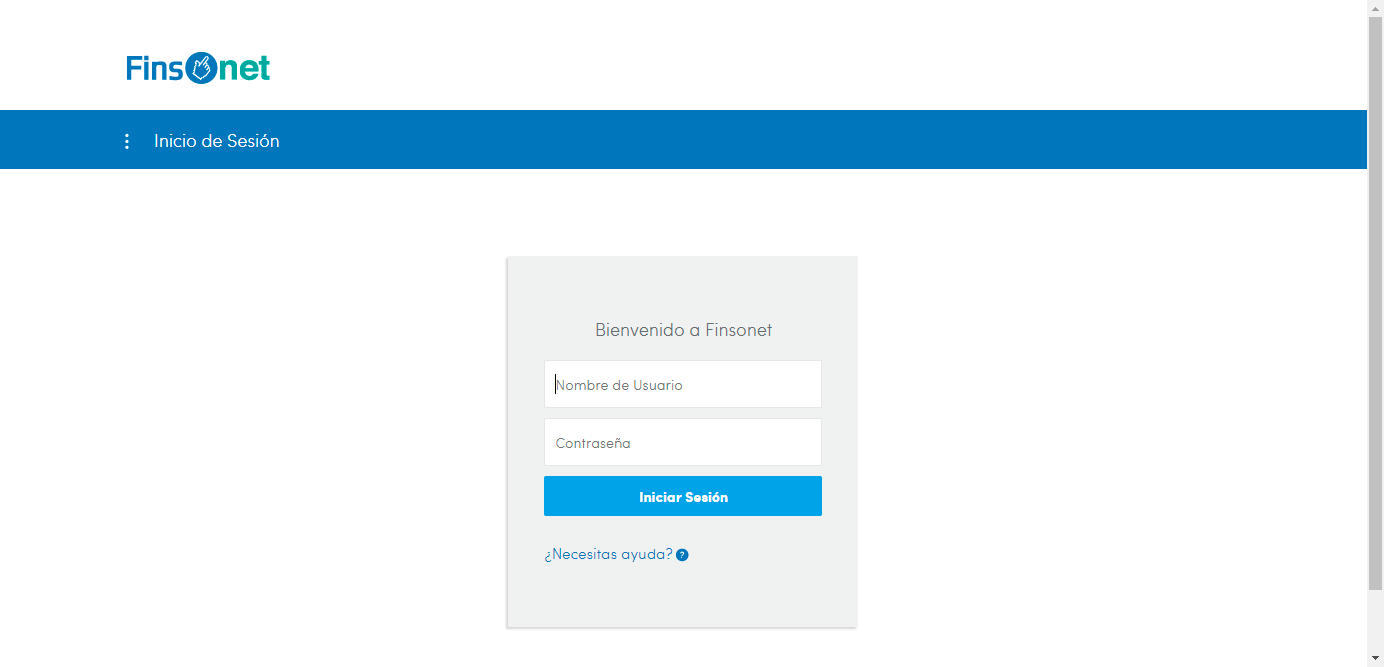 Finsonet
Inicio de Sesión
Bienvenido a Finsonet
Nombre de Usuario
Contraseña
Iniciar Sesión
¿Necesitas ayuda? ?